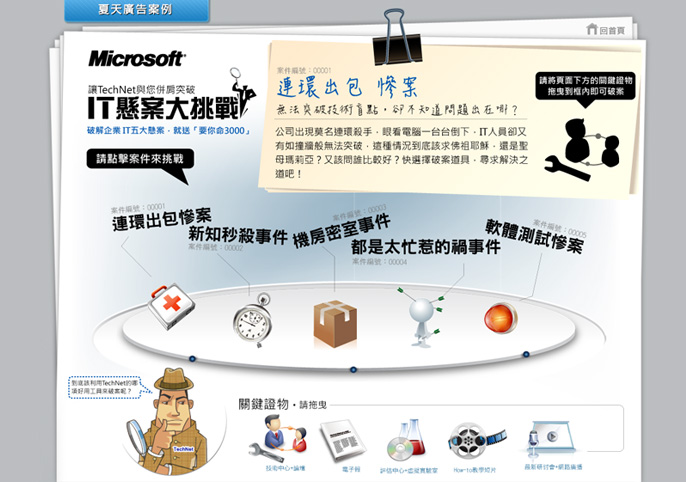 夏天廣告案例
回首頁
Microsoft
讓TechNet與您併肩突破
IT懸案大挑戰
破解企業 IT五大懸案，就送「要你命3000」
請點擊案件來挑戰
案件編號：00001
連環出包 慘案
無法突破技術盲點，卻不知道問題出在哪？
公司出現莫名連環殺手，眼看電腦一台台倒下，IT人員卻又
有如撞牆般無法突破，這種情況到底該求佛祖耶穌，還是聖
母瑪莉亞？又該問誰比較好？快選擇破案道具，尋求解決之
道吧！
請將頁面下方的關鍵證物
拖曳到框內即可破案
案件編號：00001
連環出包慘案
新知秒殺事件
案件編號：00002
案件編號：00003
機房密室事件
都是太忙惹的禍事件
案件編號：00004
案件編號：00005
軟體測試慘案
到底該利用TechNet的哪
項好用工具來破案呢？
TechNet
關鍵證物・請拖曳
技術中心+論壇
電子報
評估中心+虛擬實驗室
How-to教學短片
最新研討會+網路廣播